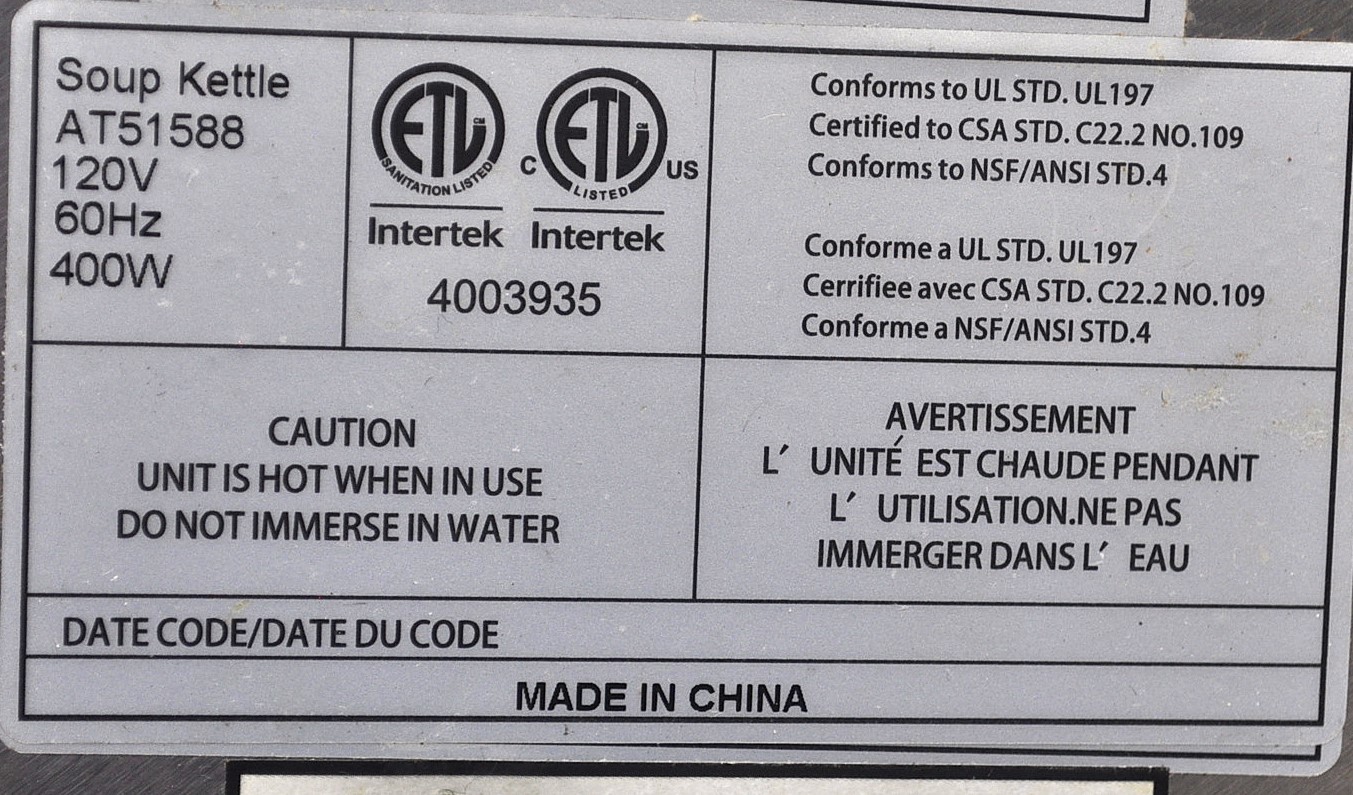 Soup Kettle
AT51588
120V
60Hz
400W
ETL CM
SANITATION LISTED
Intertek
C ETL CM US
LISTED
Intertek
4003935
Conforms to UL STD. UL197
Certified to CSA STD. C22.2 NO.109
Conforms to NSF/ANSI STD.4
Conforme a UL STD. UL197
Cerrifiee avec CSA STD. C22.2 NO.109
Conforme a NSF/ANSI STD.4
CAUTION
UNIT IS HOT WHEN IN USE
DO NOT IMMERSE IN WATER
AVERTISSEMENT
L′ UNITÉ EST CHAUDE PENDANT
L′ UTILISATION.NE PAS
IMMERGER DANS L′ EAU
DATE CODE/DATE DU CODE
MADE IN CHINA